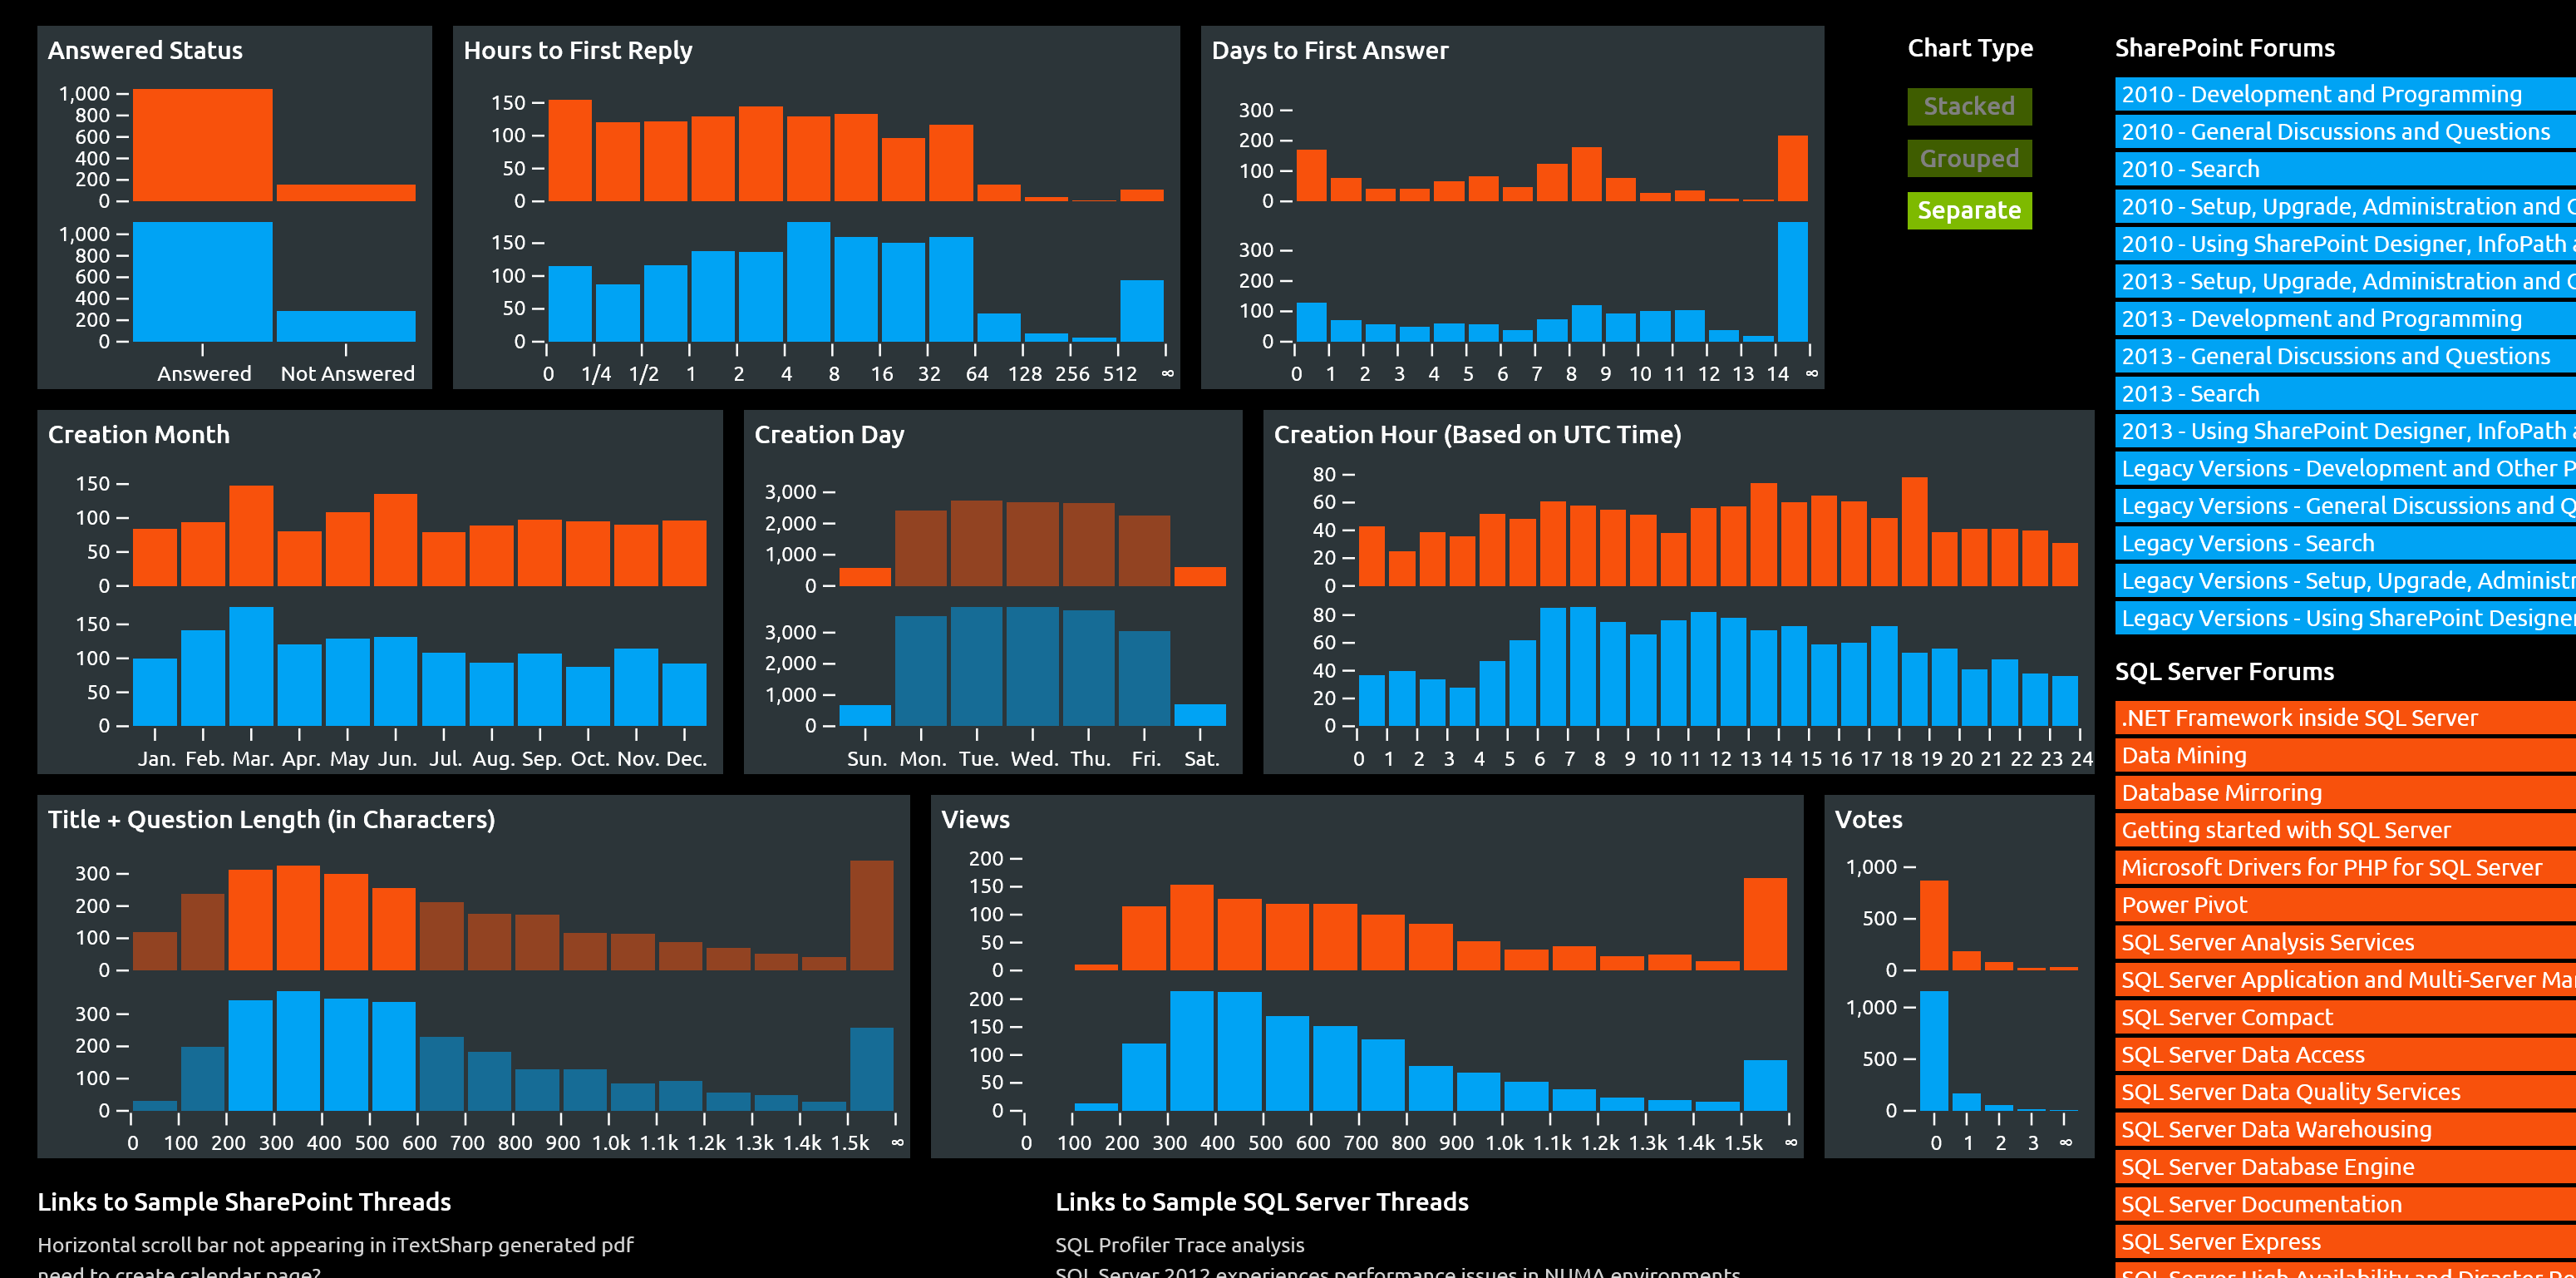 Answered Status
1,000
800
600
400
200
0
1,000
800
600
400
200
0
Answered Not Answered
Hours to First Reply
150
100
50
0
150
100
50
0
0 1/4 1/2 1 2 4 8 16 32 64 128 256 512 ∞
Days to First Answer
300
200
100
0
300
200
100
0
0 1 2 3 4 5 6 7 8 9 10 11 12 13 14 ∞
Chart Type
Stacked
Grouped
Separate
Creation Month
150
100
50
0
150
100
50
0
Jan. Feb. Mar. Apr. May Jun. Jul. Aug. Sep. Oct. Nov. Dec.
Creation Day
3,000
2,000
1,000
0
3,000
2,000
1,000
0
Sun. Mon. Tue. Wed. Thu. Fri. Sat.
Creation Hour (Based on UTC Time)
80
60
40
20
0
80
60
40
20
0
0 1 2 3 4 5 6 7 8 9 10 11 12 13 14 15 16 17 18 19 20 21 22 23 24
Title + Question Length (in Characters)
300
200
100
0
300
200
100
0
0 100 200 300 400 500 600 700 800 900 1.0k 1.1k 1.2k 1.3k 1.4k 1.5k ∞
Views
200
150
100
50
0
200
150
100
50
0
0 100 200 300 400 500 600 700 800 900 1.0k 1.1k 1.2k 1.3k 1.4k 1.5k ∞
Votes
1,000
500
0
1,000
500
0
0 1 2 3 ∞
Links to Sample SharePoint Threads
Horizontal scroll bar not appearing in iTextSharp generated pdf
need to create calendar page?
Links to Sample SQL Server Threads
SQL Profiler Trace analysis
SQL Server 2012 experiences performance issues in NUMA environments
SharePoint Forums
2010 - Development and Programming
2010 - General Discussions and Questions
2010 - Search
2010 - Setup, Upgrade, Administration and
2010 - Using SharePoint Designer, InfoPath
2013 - Setup, Upgrade, Administration and
2013 - Development and Programming
2013 - General Discussions and Questions
2013 - Search
2013 - Using SharePoint Designer, InfoPath
Legacy Versions - Development and Other
Legacy Versions - General Discussions and
Legacy Versions - Search
Legacy Versions - Setup, Upgrade,
Legacy Versions - Using SharePoint
SQL Server Forums
.NET Framework inside SQL Server
Data Mining
Database Mirroring
Getting started with SQL Server
Microsoft Drivers for PHP for SQL Server
Power Pivot
SQL Server Analysis Services
SQL Server Application and Multi-Server
SQL Server Compact
SQL Server Data Access
SQL Server Data Quality Services
SQL Server Data Warehousing
SQL Server Database Engine
SQL Server Documentation
SQL Server Express
SQL Server High Availability and Disaster